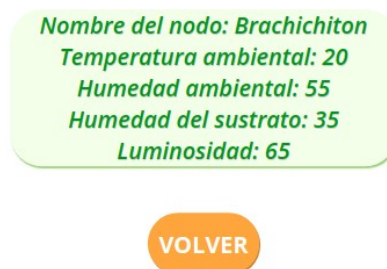 Nombre del nodo: Brachichiton
Temperatura ambiental: 20
Humedad ambiental: 55
Humedad del sustrato: 35
Luminosidad: 65
VOLVER